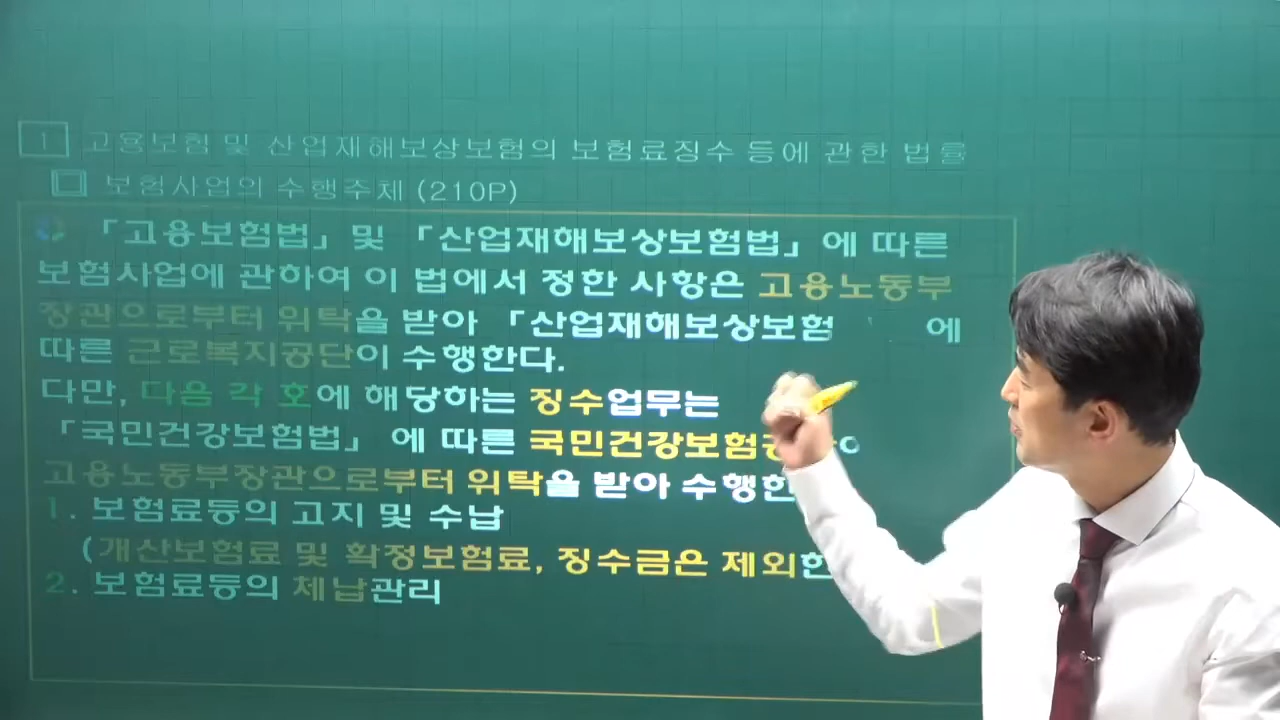 1 고용보험 및 산업재해보상보험의 보험료징수 등에 관한 법률
보험사업의 수행주체 (210P)
「고용보험법」 및 「산업재해보상보험법」에 따른
보험사업에 관하여 이 법에서 정한 사항은 고용노동부
장관으로부터 위탁을 받아 「산업재해보상보험 에
따른 근로복지공단이 수행한다.
다만, 다음 각 호에 해당하는 징수업무는
「국민건강보험법」 에 따른 국민건강보험
고용노동부장관으로부터 위탁을 받아 수행한
1. 보험료등의 고지 및 수납
(개산보험료 및 확정보험료, 징수금은 제외한
2. 보험료등의 체납관리